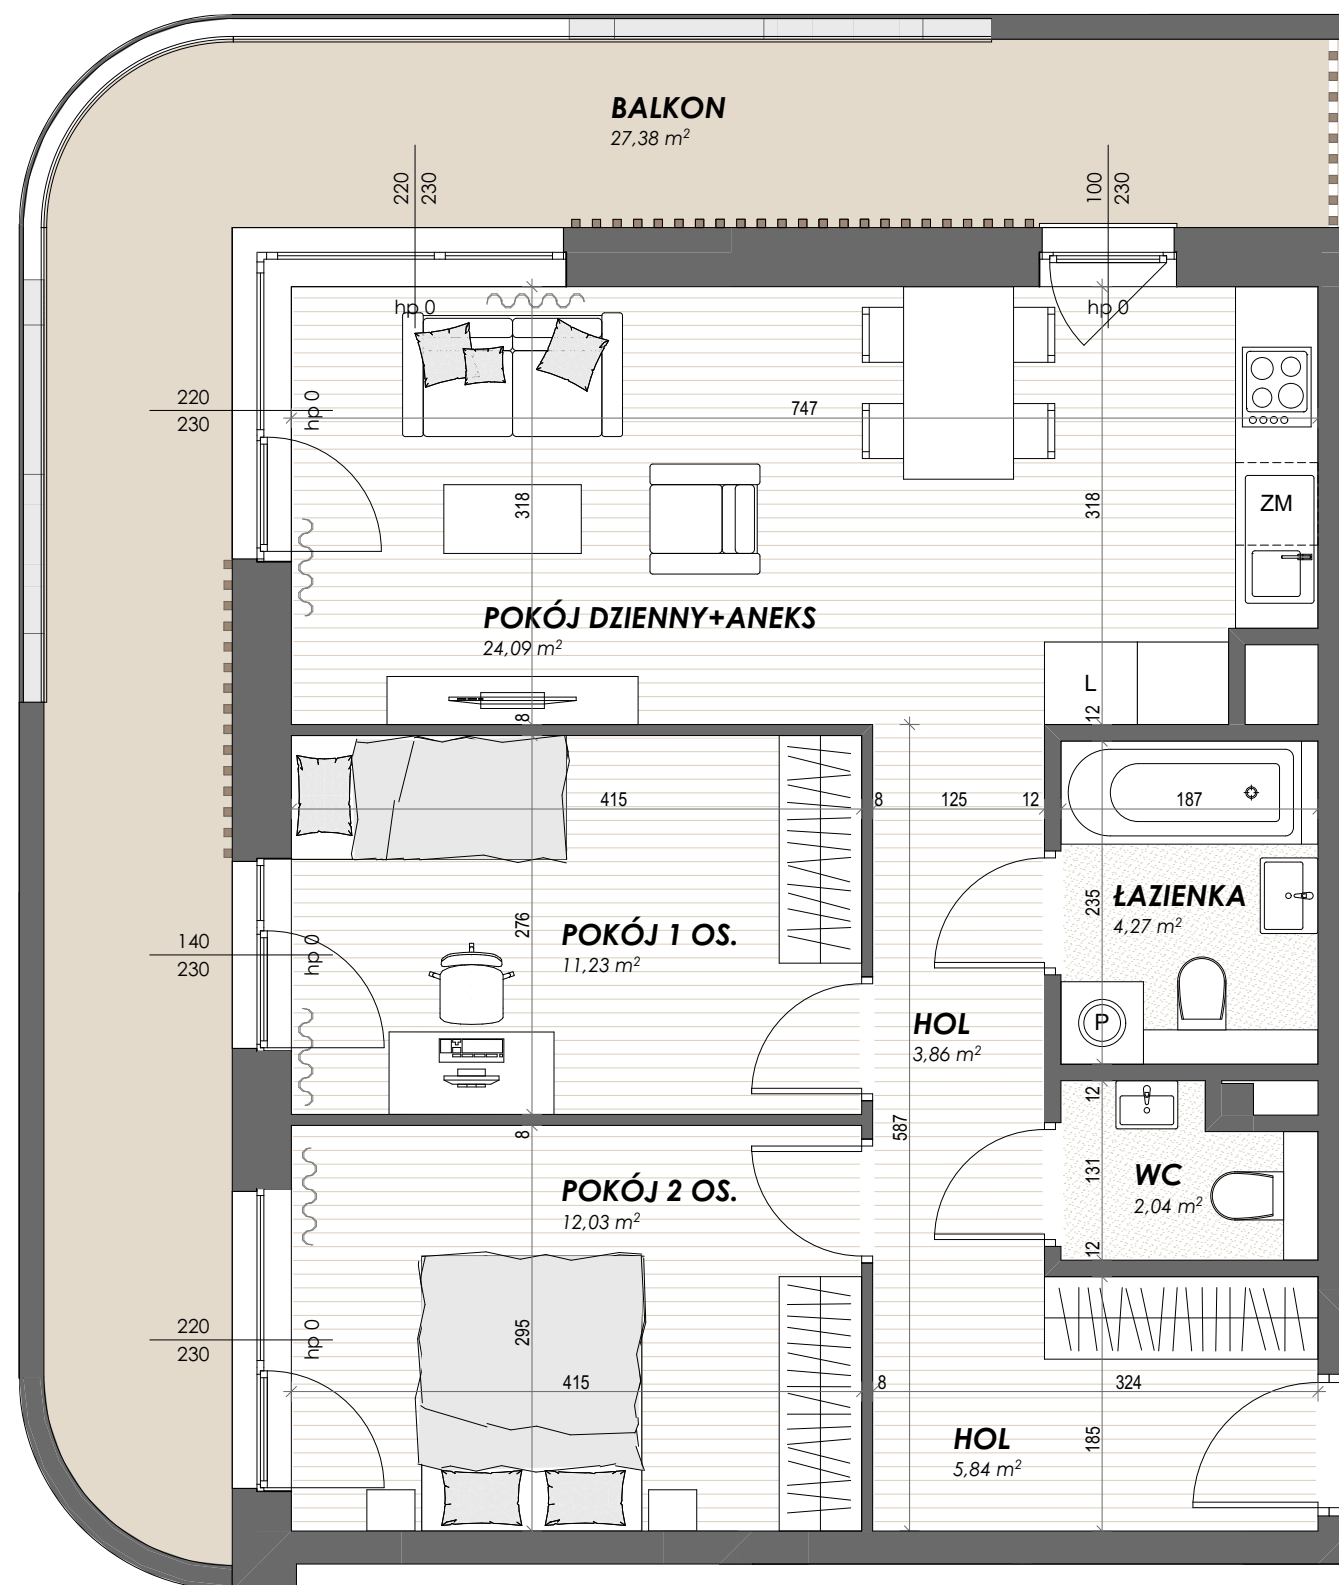 BALKON
27,38 m²
220
230
100
230
hp 0
hp 0
220
230
hp 0
747
318
318
ZM
POKÓJ DZIENNY+ANEKS
24,09 m²
L
8
12
415
8
125
12
187
ŁAZIENKA
4,27 m²
235
276
POKÓJ 1 OS.
11,23 m²
140
230
hp 0
HOL
3,86 m²
P
12
587
8
131
WC
2,04 m²
POKÓJ 2 OS.
12,03 m²
12
220
230
hp 0
295
415
8
324
HOL
5,84 m²
185